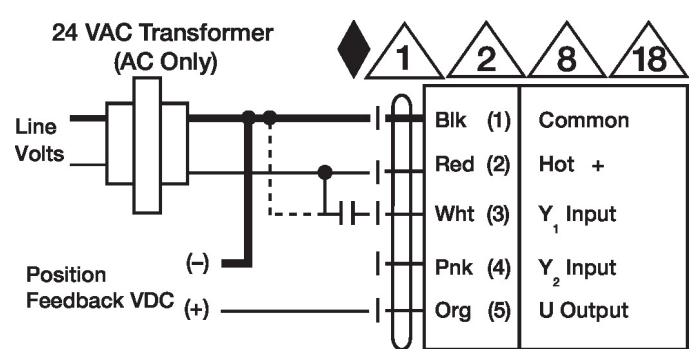 24 VAC Transformer
(AC Only)
1 2 8 18
Line
Volts
Blk (1) Common
Red (2) Hot +
Wht (3) Y1 Input
Pnk (4) Y2 Input
Org (5) U Output
(–)
Position
Feedback VDC (+)